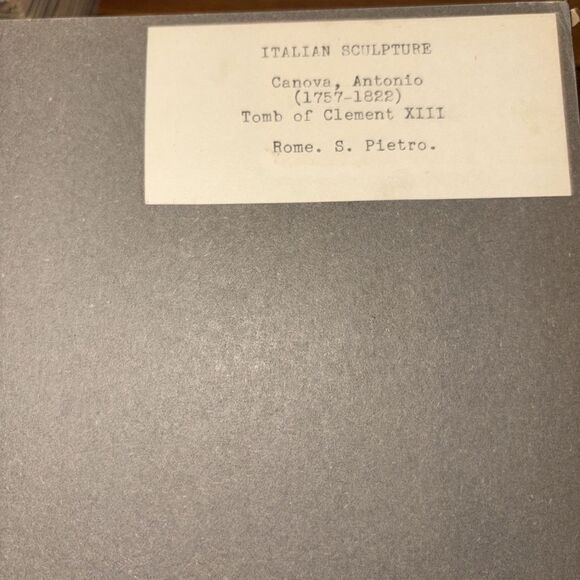 ITALIAN SCULPTURE
Canova, Antonio
(1757-1822)
Tomb of Clement XIII
Rome. S. Pietro.